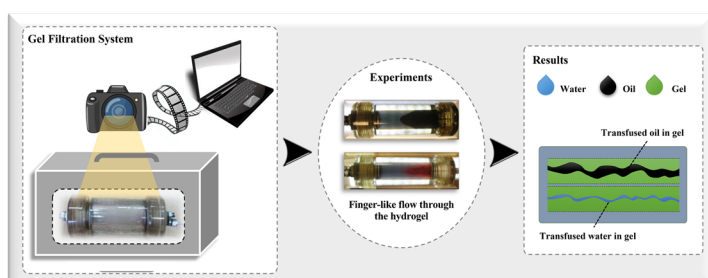 Gel Filtration System
Experiments
Finger-like flow through
the hydrogel
Results
Water
Oil
Gel
Transfused oil in gel
Transfused water in gel